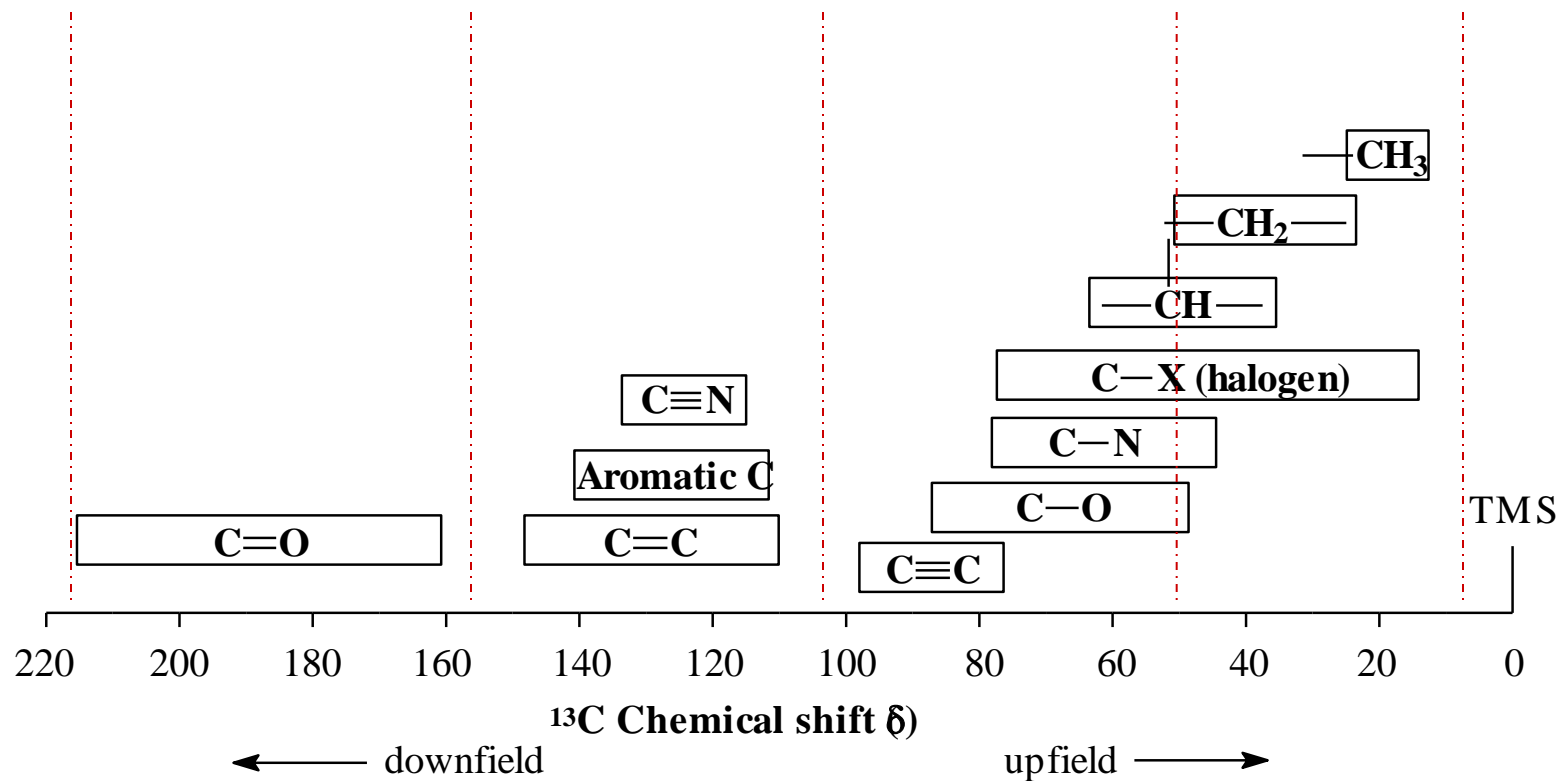 —CH₃
—CH₂—
—CH—
C—X (halogen)
C≡N
C—N
Aromatic C
C—O
TMS
C=O
C=C
C≡C
220 200 180 160 140 120 100 80 60 40 20 0
¹³C Chemical shift δ)
downfield
upfield